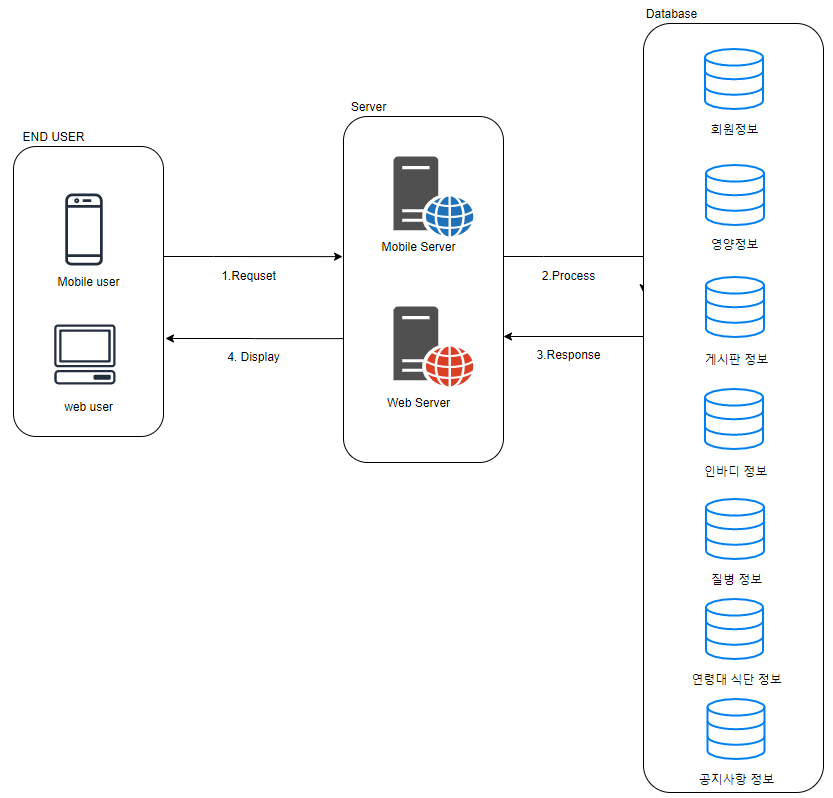 END USER
Mobile user
web user
1.Requset
4. Display
Server
Mobile Server
Web Server
2.Process
3.Response
Database
회원정보
영양정보
게시판 정보
인바디 정보
질병 정보
연령대 식단 정보
공지사항 정보